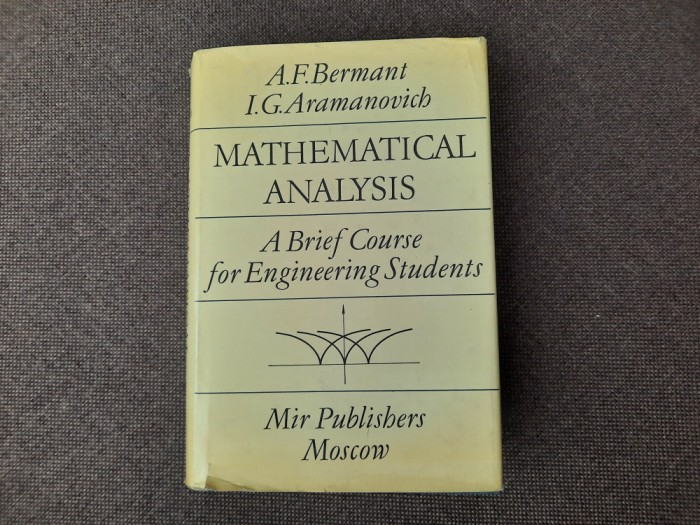 A.F.Bermant
I.G.Aramanovich
MATHEMATICAL
ANALYSIS
A Brief Course
for Engineering Students
Mir Publishers
Moscow